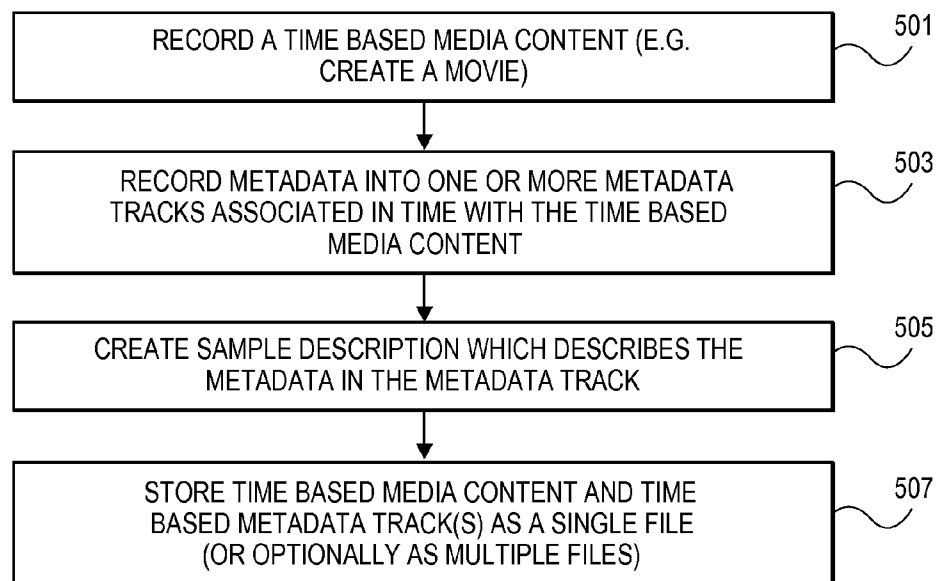 RECORD A TIME BASED MEDIA CONTENT (E.G.
CREATE A MOVIE)
501
RECORD METADATA INTO ONE OR MORE METADATA
TRACKS ASSOCIATED IN TIME WITH THE TIME BASED
MEDIA CONTENT
503
CREATE SAMPLE DESCRIPTION WHICH DESCRIBES THE
METADATA IN THE METADATA TRACK
505
STORE TIME BASED MEDIA CONTENT AND TIME
BASED METADATA TRACK(S) AS A SINGLE FILE
(OR OPTIONALLY AS MULTIPLE FILES)
507